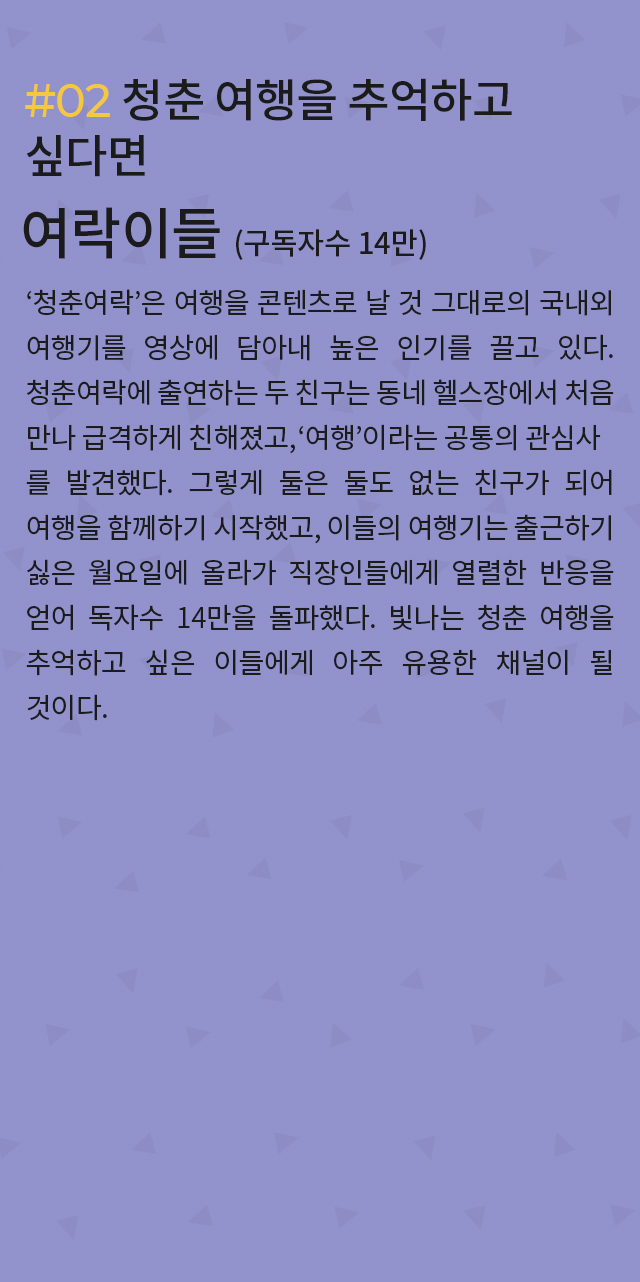 #02 청춘 여행을 추억하고
싶다면
여락이들 (구독자수 14만)
‘청춘여락’은 여행을 콘텐츠로 날 것 그대로의 국내외
여행기를 영상에 담아내 높은 인기를 끌고 있다.
청춘여락에 출연하는 두 친구는 동네 헬스장에서 처음
만나 급격하게 친해졌고,‘여행’이라는 공통의 관심사
를 발견했다. 그렇게 둘은 둘도 없는 친구가 되어
여행을 함께하기 시작했고, 이들의 여행기는 출근하기
싫은 월요일에 올라가 직장인들에게 열렬한 반응을
얻어 독자수 14만을 돌파했다. 빛나는 청춘 여행을
추억하고 싶은 이들에게 아주 유용한 채널이 될
것이다.